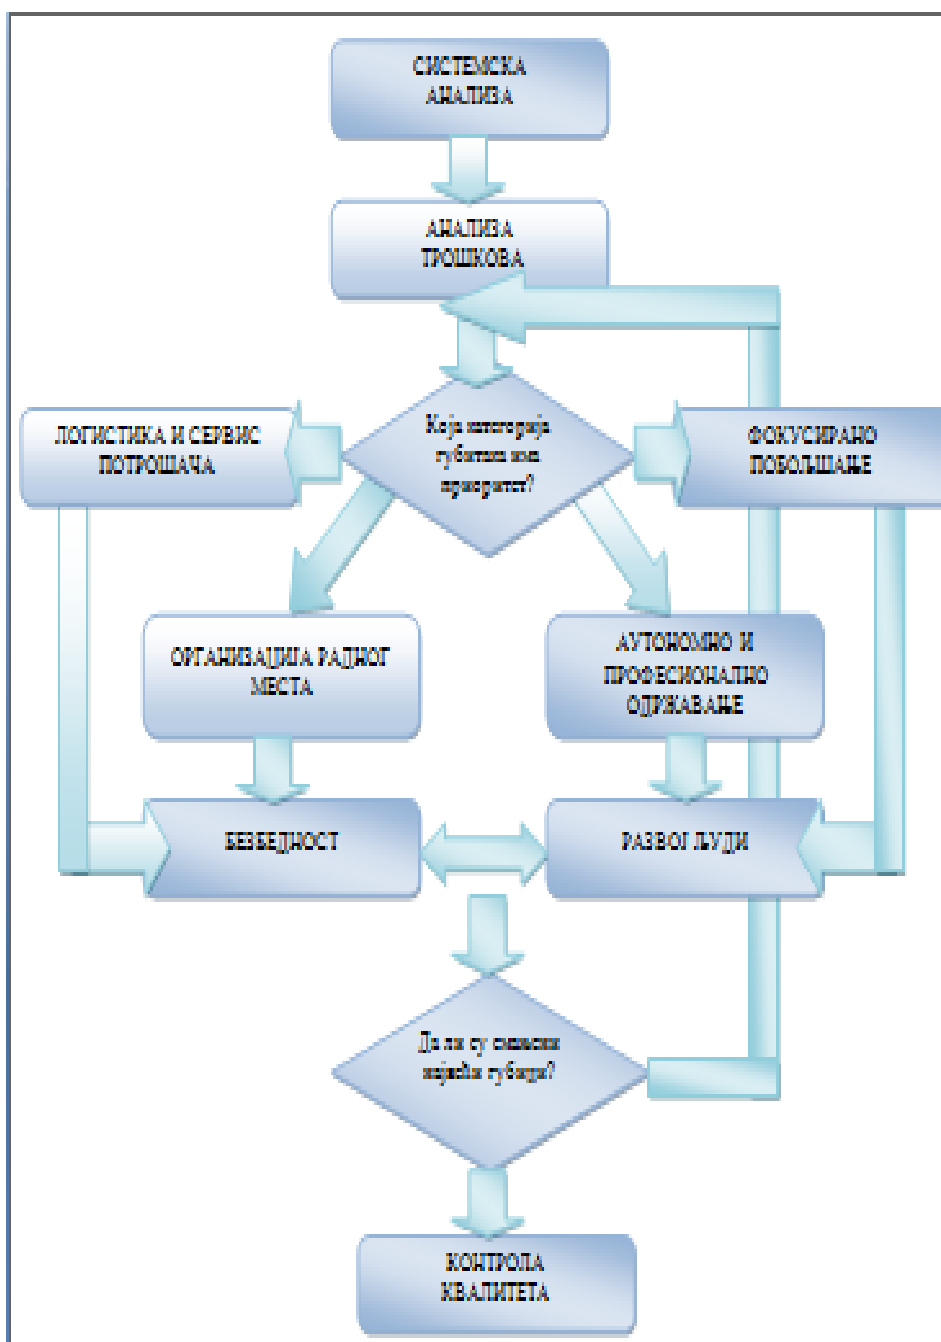 СИСТЕМСКА
АНАЛИЗА
АНАЛИЗА
ТРОШКОВА
Која категорија
губитака има
приоритет?
ЛОГИСТИКА И СЕРВИС
ПОТРОШАЧА
ФОКУСИРАНО
ПОБОЉШАЊЕ
ОРГАНИЗАЦИЈА РАДНОГ
МЕСТА
АУТОНОМНО И
ПРОФЕСИОНАЛНО
ОДРЖАВАЊЕ
БЕЗБЕДНОСТ
РАЗВОЈ ЉУДИ
Да ли су смањени
највећи губици?
КОНТРОЛА
КВАЛИТЕТА